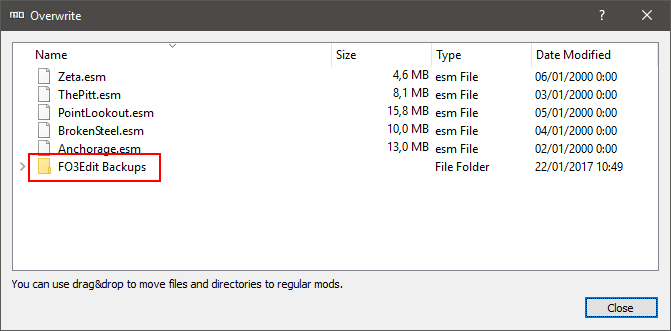 Overwrite
Name Size Type Date Modified
Zeta.esm 4,6 MB esm File 06/01/2000 0:00
ThePitt.esm 8,1 MB esm File 03/01/2000 0:00
PointLookout.esm 15,8 MB esm File 05/01/2000 0:00
BrokenSteel.esm 10,0 MB esm File 04/01/2000 0:00
Anchorage.esm 13,0 MB esm File 02/01/2000 0:00
FO3Edit Backups File Folder 22/01/2017 10:49
You can use drag&drop to move files and directories to regular mods.
Close